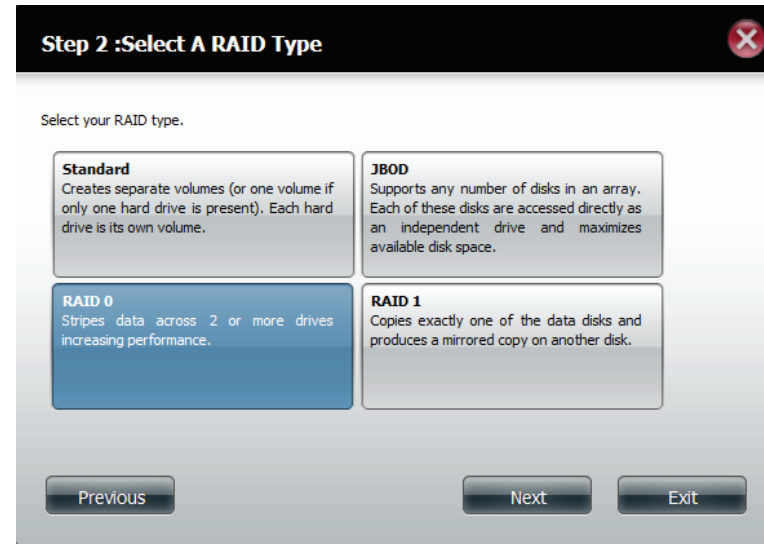 Step 2 :Select A RAID Type
Select your RAID type.
Standard
Creates separate volumes (or one volume if
only one hard drive is present). Each hard
drive is its own volume.
JBOD
Supports any number of disks in an array.
Each of these disks are accessed directly as
an independent drive and maximizes
available disk space.
RAID 0
Stripes data across 2 or more drives
increasing performance.
RAID 1
Copies exactly one of the data disks and
produces a mirrored copy on another disk.
Previous
Next
Exit